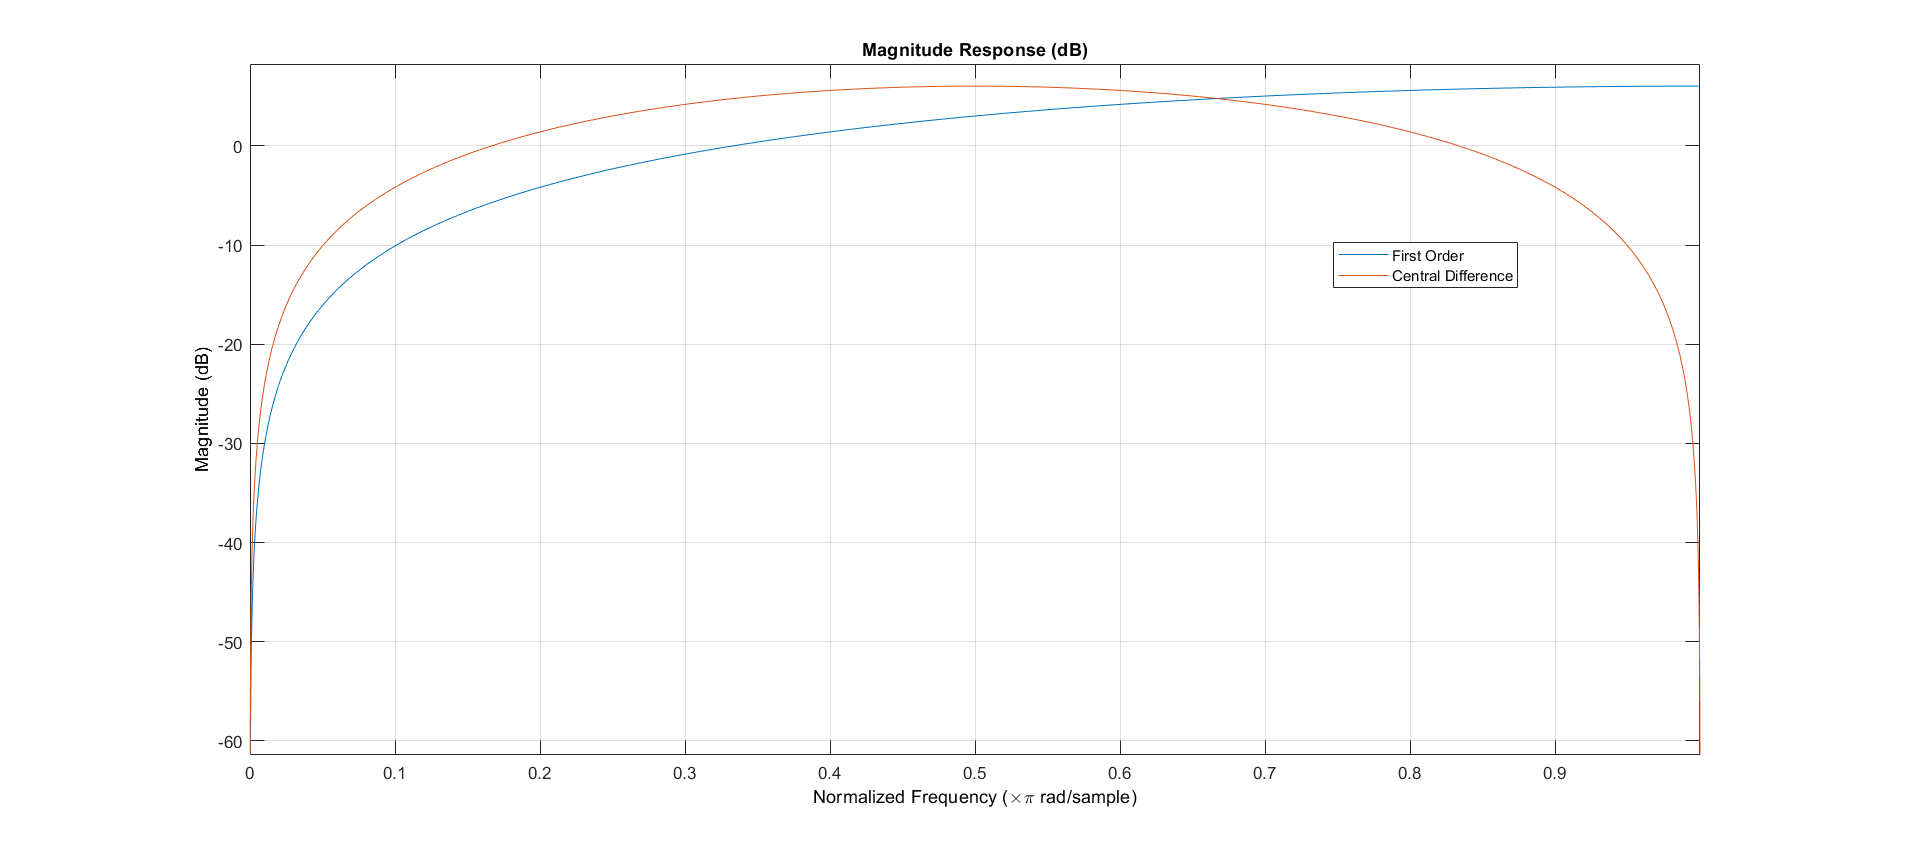 Magnitude Response (dB)
0
-10
-20
-30
-40
-50
-60
Magnitude (dB)
First Order
Central Difference
0 0.1 0.2 0.3 0.4 0.5 0.6 0.7 0.8 0.9
Normalized Frequency (×π rad/sample)